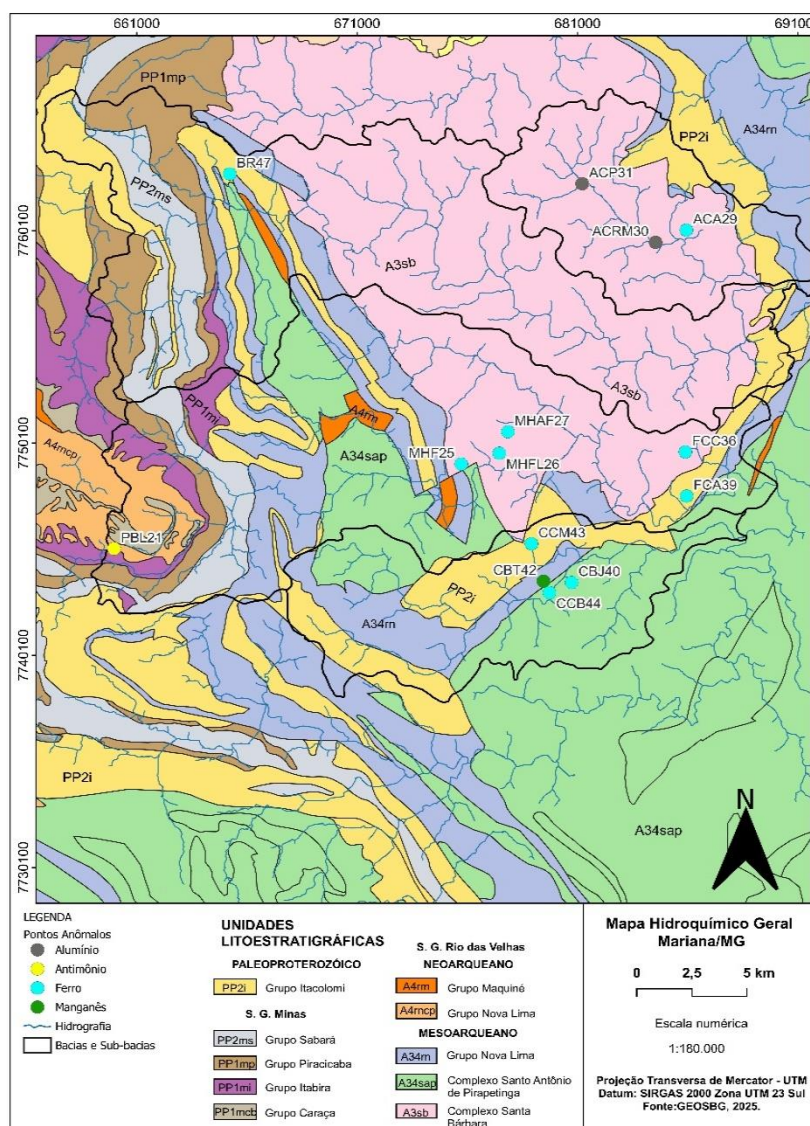 661000
671000
681000
69110
7760100
7750100
7740100
7730100
PP1mp
BR47
PP2ms
PP2i
A34rn
ACP31
ACRM30
ACA29
A3sb
A3sb
PP1mi
A4rm
A34sap
MHAF27
MHF25
MHFL26
FCC36
FCA39
A4rncp
PBL21
CCM43
CBT42
CBJ40
CCB44
PP2i
A34rn
PP2i
A34sap
N
LEGENDA
Pontos Anômalos
Alumínio
Antimônio
Ferro
Manganês
Hidrografia
Bacias e Sub-bacias
UNIDADES
LITOESTRATIGRÁFICAS
PALEOPROTEROZÓICO
PP2i Grupo Itacolomi
S. G. Minas
PP2ms Grupo Sabará
PP1mp Grupo Piracicaba
PP1mi Grupo Itabira
PP1mcb Grupo Caraça
S. G. Rio das Velhas
NEOARQUEANO
A4rm Grupo Maquiné
A4rncp Grupo Nova Lima
MESOARQUEANO
A34rn Grupo Nova Lima
A34sap Complexo Santo Antônio
de Pirapetinga
A3sb Complexo Santa
Bárbara
Mapa Hidroquímico Geral
Mariana/MG
0 2,5 5 km
Escala numérica
1:180.000
Projeção Transversa de Mercator - UTM
Datum: SIRGAS 2000 Zona UTM 23 Sul
Fonte:GEOSBG, 2025.